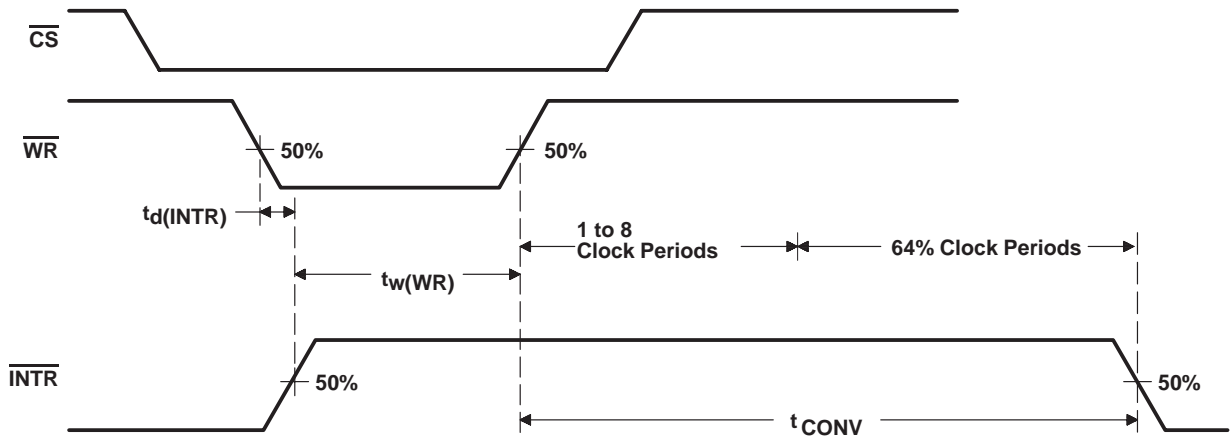 CS
WR
50%
50%
td(INTR)
1 to 8
Clock Periods
64% Clock Periods
tw(WR)
INTR
50%
50%
tCONV